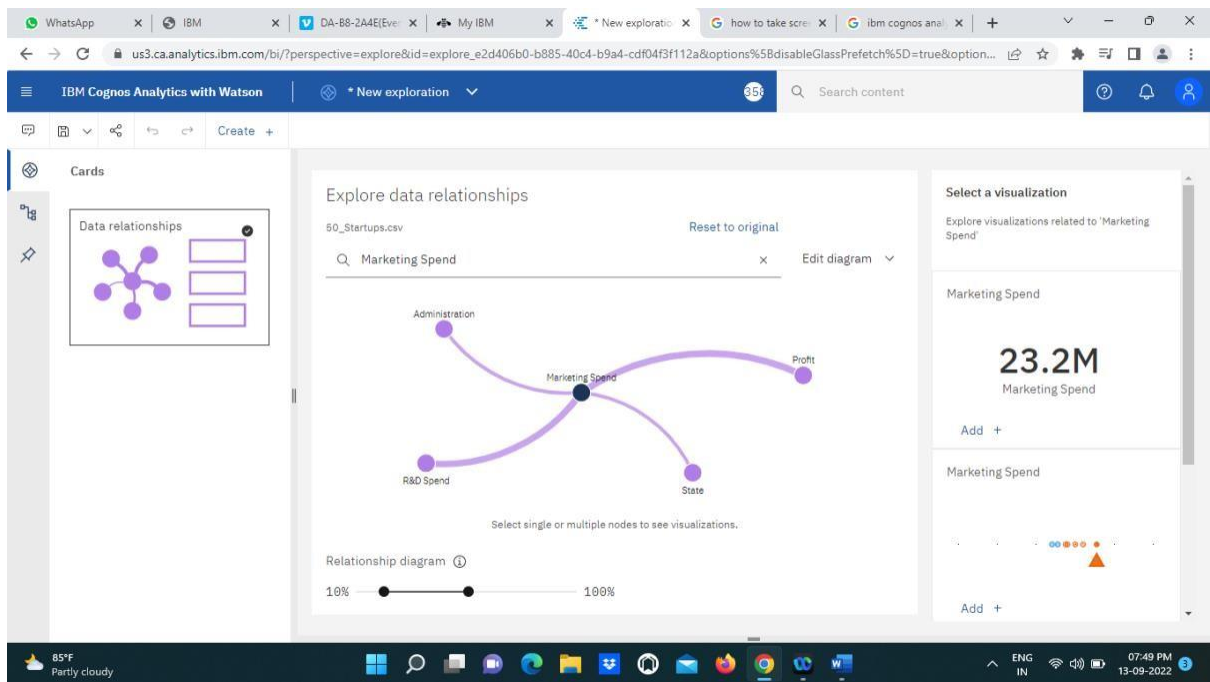 WhatsApp
IBM
DA-B8-2A4E(Ever
My IBM
* New exploratio
how to take scre
ibm cognos anal
us3.ca.analytics.ibm.com/bi/?perspective=explore&id=explore_e2d406b0-b885-40c4-b9a4-cdf04f3f112a&options%5BdisableGlassPrefetch%5D=true&option...
IBM Cognos Analytics with Watson
* New exploration
Search content
Create +
Cards
Data relationships
Explore data relationships
50_Startups.csv
Reset to original
Marketing Spend
Edit diagram
Administration
Marketing Spend
Profit
R&D Spend
State
Select single or multiple nodes to see visualizations.
Relationship diagram
10%
100%
Select a visualization
Explore visualizations related to 'Marketing
Spend'
Marketing Spend
23.2M
Marketing Spend
Add +
Marketing Spend
Add +
85°F
Partly cloudy
ENG
IN
07:49 PM
13-09-2022
3